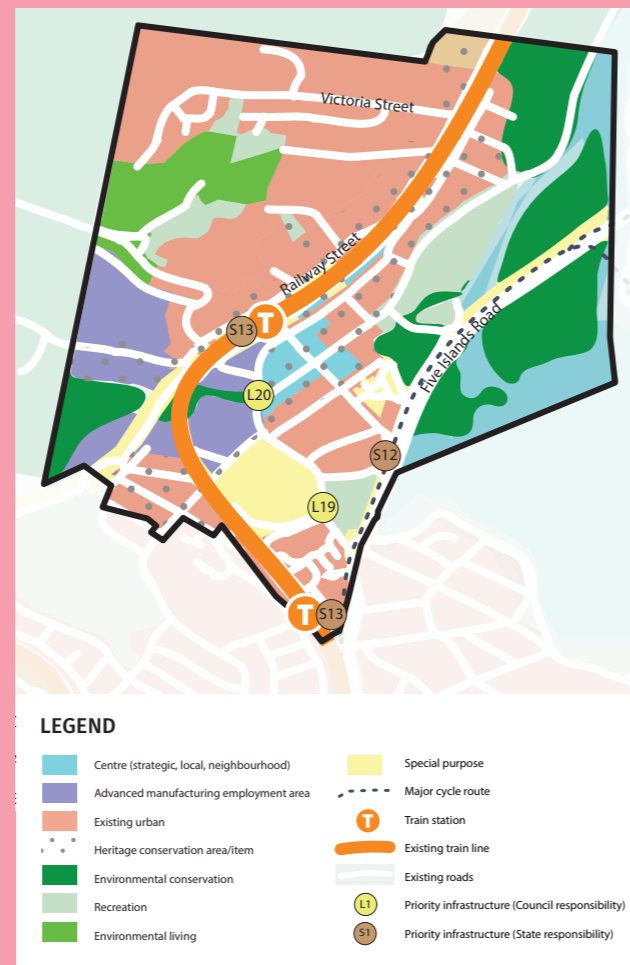 Victoria Street
Railway Street
T
S13
Five Islands Road
L20
S12
L19
T
S13
LEGEND
Centre (strategic, local, neighbourhood)
Advanced manufacturing employment area
Existing urban
Heritage conservation area/item
Environmental conservation
Recreation
Environmental living
Special purpose
Major cycle route
T
Train station
Existing train line
Existing roads
L1
Priority infrastructure (Council responsibility)
S1
Priority infrastructure (State responsibility)